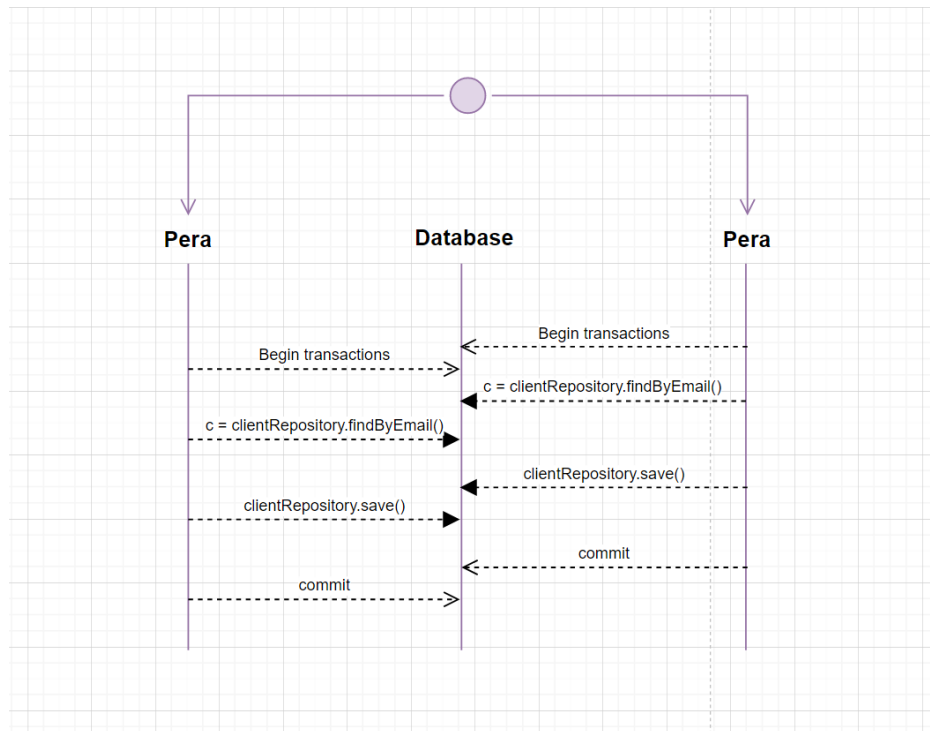 Pera
Database
Pera
Begin transactions
Begin transactions
c = clientRepository.findByEmail()
c = clientRepository.findByEmail()
clientRepository.save()
clientRepository.save()
commit
commit